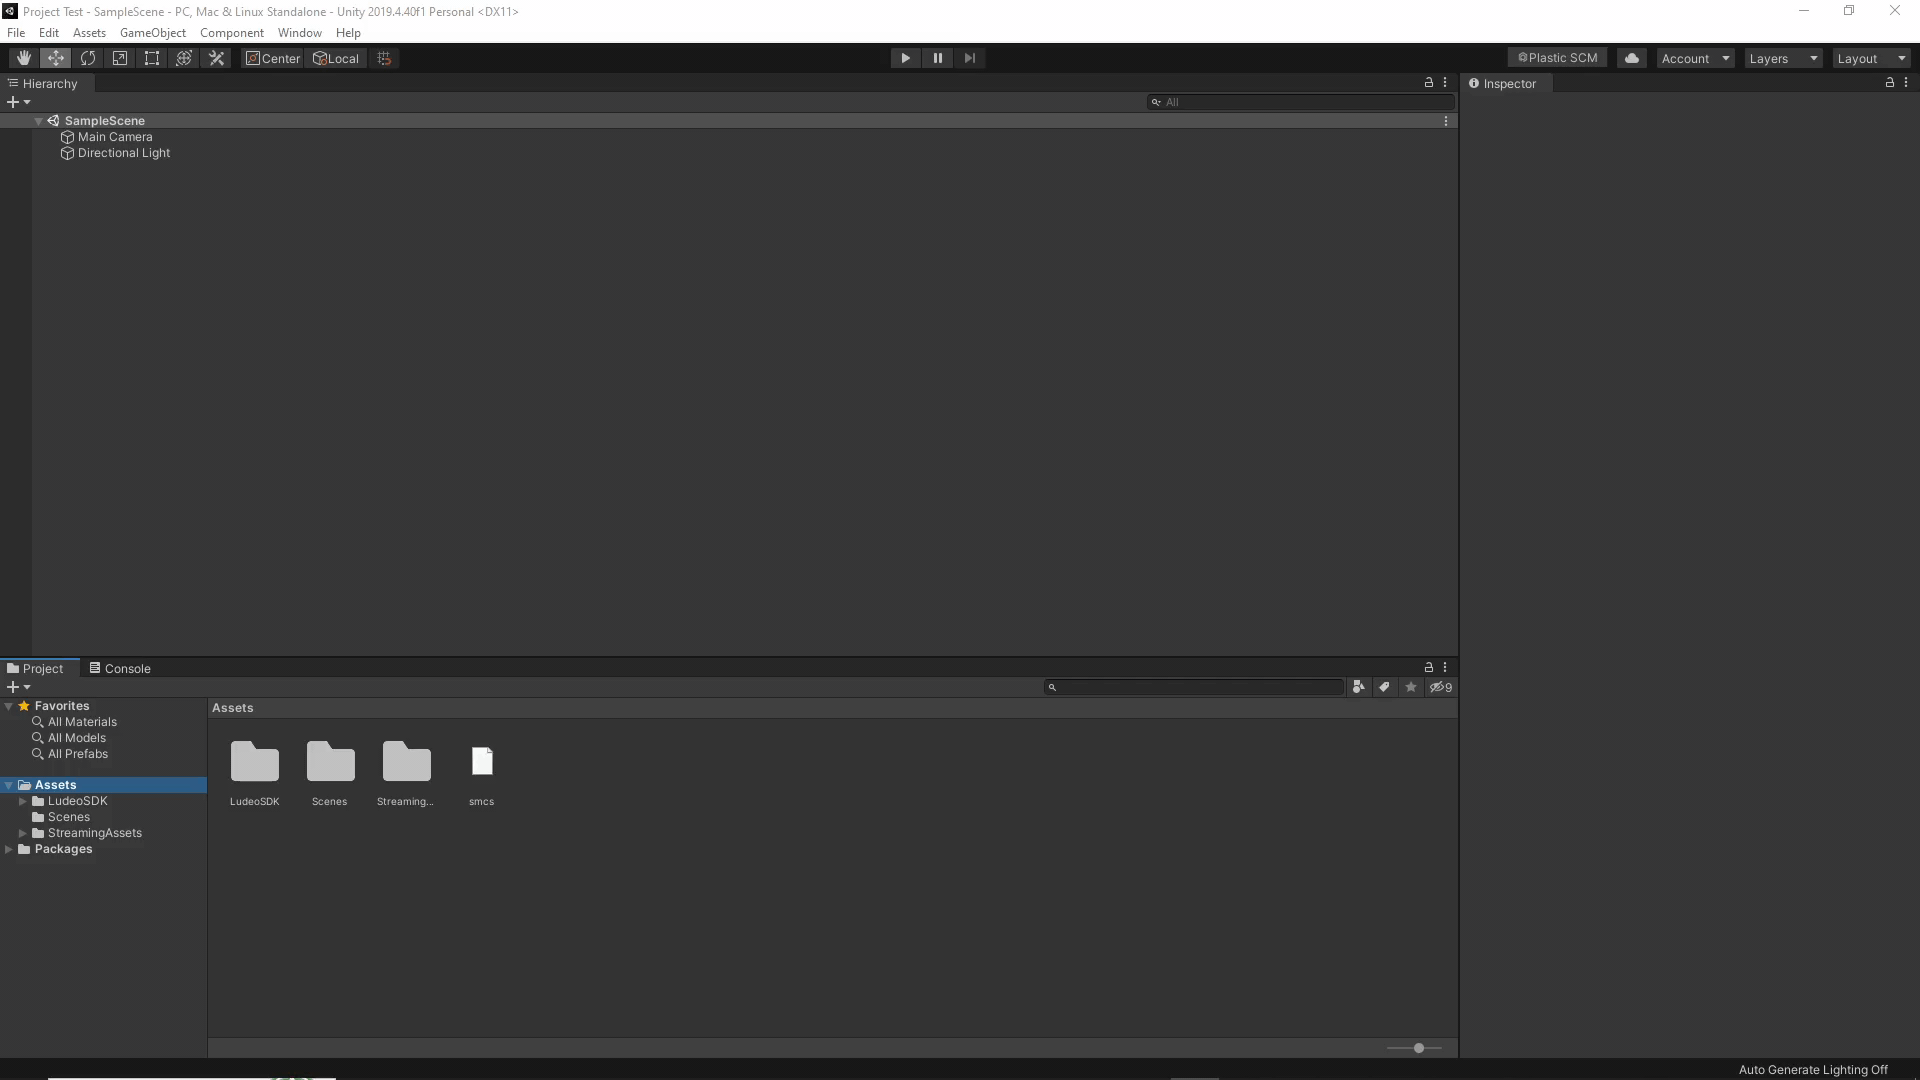 Project Test - SampleScene - PC, Mac & Linux Standalone - Unity 2019.4.40f1 Personal <DX11>
File Edit Assets GameObject Component Window Help
Center Local Plastic SCM Account Layers Layout
Hierarchy
All
SampleScene
Main Camera
Directional Light
Inspector
Project Console
9
Favorites
All Materials
All Models
All Prefabs
Assets
LudeoSDK
Scenes
StreamingAssets
Packages
Assets
LudeoSDK Scenes Streaming... smcs
Auto Generate Lighting Off